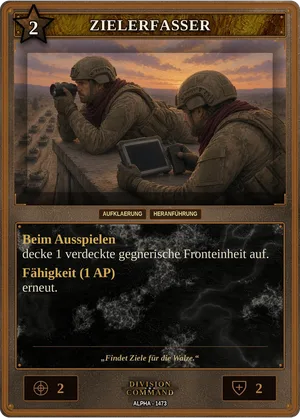 2
ZIELERFASSER
AUFKLAERUNG HERANFÜHRUNG
Beim Ausspielen
decke 1 verdeckte gegnerische Fronteinheit auf.
Fähigkeit (1 AP)
erneut.
„Findet Ziele für die Walze.“
2
DIVISION
COMMAND
ALPHA - 1473
2